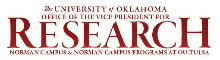 The UNIVERSITY of OKLAHOMA
OFFICE OF THE VICE PRESIDENT FOR
RESEARCH
NORMAN CAMPUS & NORMAN CAMPUS PROGRAMS AT OU-TULSA